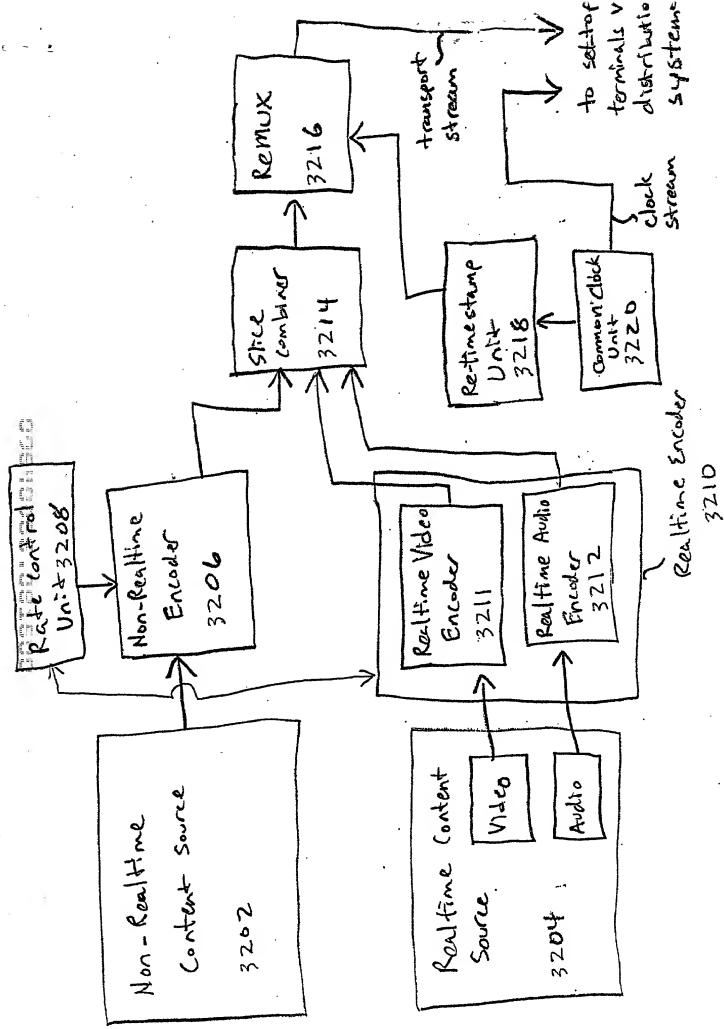 Rate Control
Unit 3208
Non-Realtime
Content Source
3202
Non-Realtime
Encoder
3206
Slice
Combiner
3214
ReMUX
3216
transport
stream
to set-top
terminals
distribution
system
Realtime Content
Source
3204
Video
Audio
Realtime Video
Encoder
3211
Realtime Audio
Encoder
3212
Realtime Encoder
3210
Re-timestamp
Unit
3218
Common Clock
Unit
3220
Clock
stream